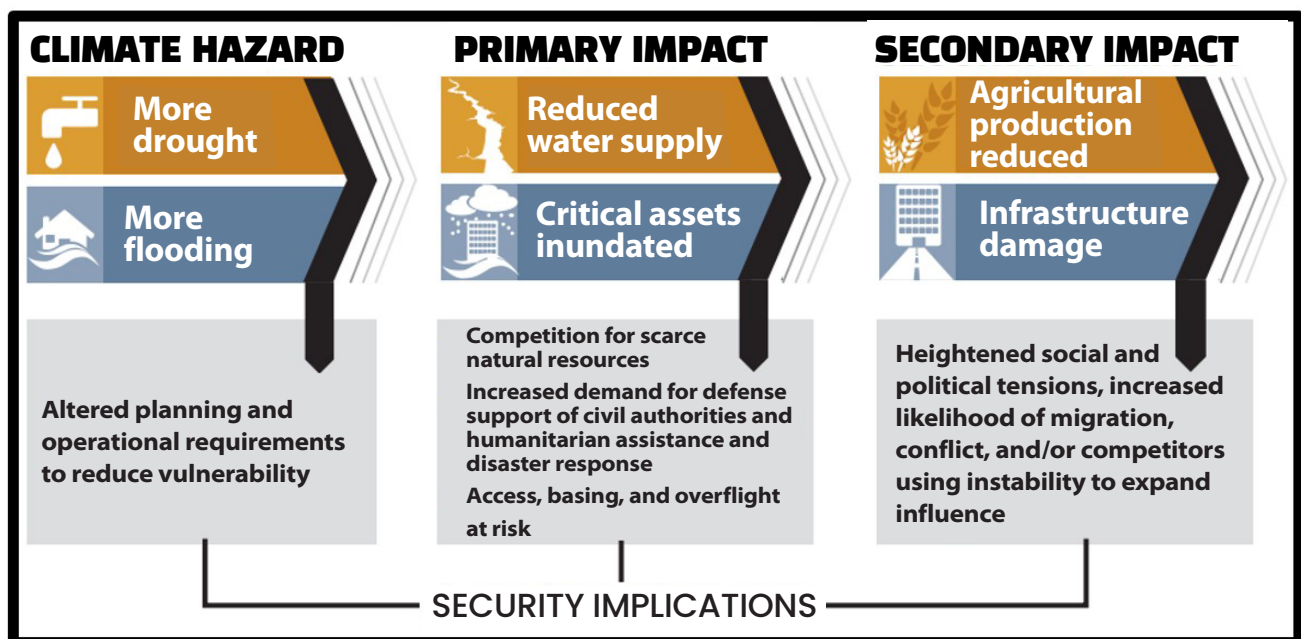 CLIMATE HAZARD
More
drought
More
flooding
Altered planning and
operational requirements
to reduce vulnerability
PRIMARY IMPACT
Reduced
water supply
Critical assets
inundated
Competition for scarce
natural resources
Increased demand for defense
support of civil authorities and
humanitarian assistance and
disaster response
Access, basing, and overflight
at risk
SECONDARY IMPACT
Agricultural
production
reduced
Infrastructure
damage
Heightened social and
political tensions, increased
likelihood of migration,
conflict, and/or competitors
using instability to expand
influence
SECURITY IMPLICATIONS